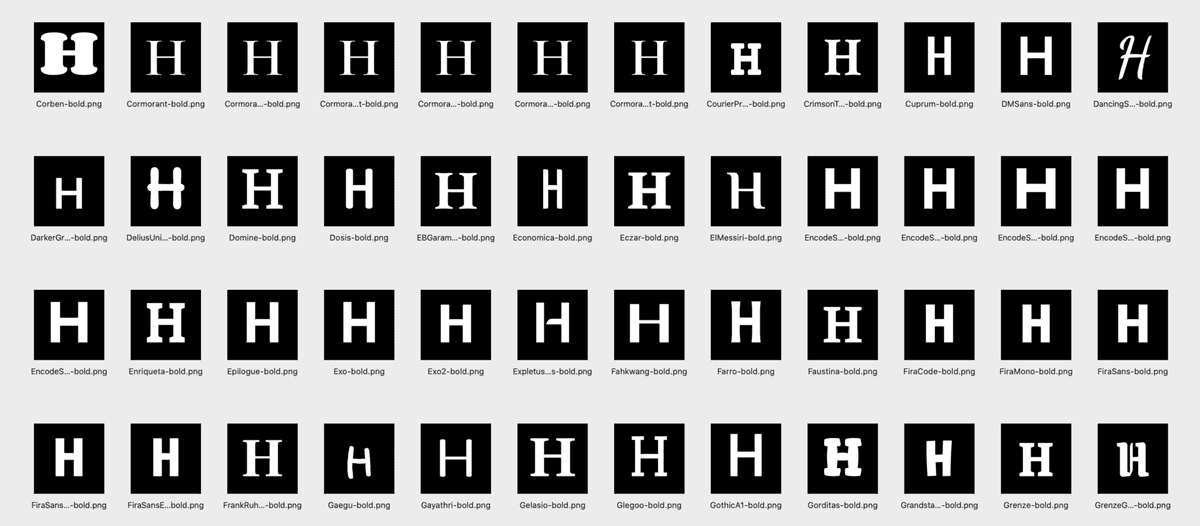 H H H H H H H H H H H H
Corben-bold.png Cormorant-bold.png Cormora...-bold.png Cormora...t-bold.png Cormora...-bold.png Cormora...-bold.png Cormora...t-bold.png CourierPr...-bold.png CrimsonT...-bold.png Cuprum-bold.png DMSans-bold.png DancingS...-bold.png
H H H H H H H H H H H H
DarkerGr...-bold.png DeliusUni...-bold.png Domine-bold.png Dosis-bold.png EBGaram...-bold.png Economica-bold.png Eczar-bold.png ElMessiri-bold.png EncodeS...-bold.png EncodeS...-bold.png EncodeS...-bold.png EncodeS...-bold.png
H H H H H H H H H H H H
EncodeS...-bold.png Enriqueta-bold.png Epilogue-bold.png Exo-bold.png Exo2-bold.png Expletus...s-bold.png Fahkwang-bold.png Farro-bold.png Faustina-bold.png FiraCode-bold.png FiraMono-bold.png FiraSans-bold.png
H H H H H H H H H H H H
FiraSans...-bold.png FiraSansE...-bold.png FrankRuh...-bold.png Gaegu-bold.png Gayathri-bold.png Gelasio-bold.png Glegoo-bold.png GothicA1-bold.png Gorditas-bold.png Grandsta...-bold.png Grenze-bold.png GrenzeG...-bold.png